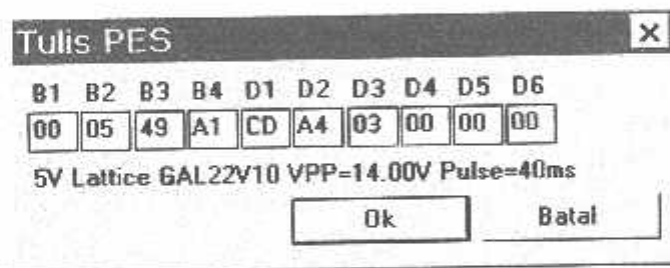 Tulis PES
B1 B2 B3 B4 D1 D2 D3 D4 D5 D6
00 05 49 A1 CD A4 03 00 00 00
5V Lattice GAL22V10 VPP=14.00V Pulse=40ms
Ok Batal